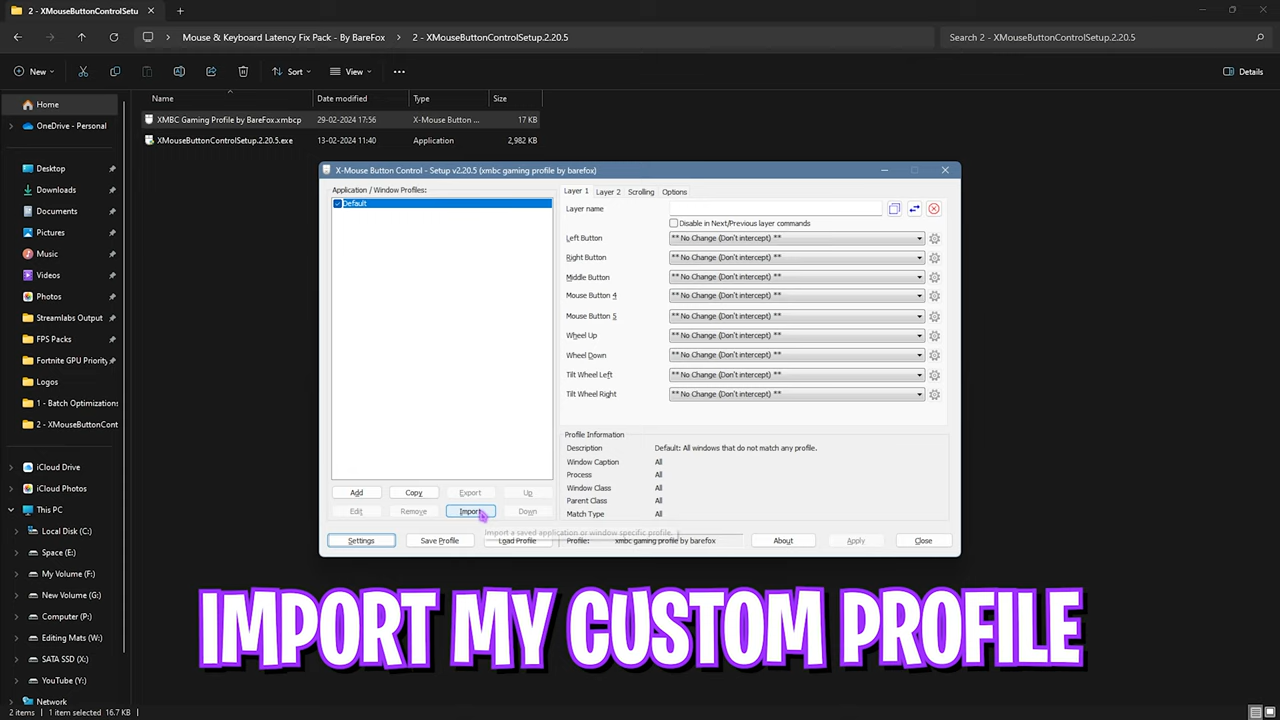 2 - XMouseButtonControlSetu
Mouse & Keyboard Latency Fix Pack - By BareFox > 2 - XMouseButtonControlSetup.2.20.5
Search 2 - XMouseButtonControlSetup.2.20.5
New
Sort
View
Details
Home
OneDrive - Personal
Desktop
Downloads
Documents
Pictures
Music
Videos
Photos
Streamlabs Output
FPS Packs
Fortnite GPU Priority
Leaks
1 - Batch Optimizations
2 - XMouseButtonCont
iCloud Drive
iCloud Photos
This PC
Local Disk (C:)
Space (E:)
My Volume (F:)
New Volume (G:)
Computer (P:)
Editing Mats (W:)
SATA SSD (X:)
YouTube (Y:)
Network
2 items
1 item selected 16.7 KB
Name
Date modified
Type
Size
XMBC Gaming Profile by BareFox.xmbcp
29-02-2024 17:56
X-Mouse Button ...
17 KB
XMouseButtonControlSetup.2.20.5.exe
13-02-2024 11:40
Application
2,982 KB
X-Mouse Button Control - Setup v2.20.5 (xmbc gaming profile by barefox)
Application / Window Profiles:
Default
Add
Copy
Export
Up
Edit
Remove
Import
Down
Import a saved application or window specific profile.
Layer 1
Layer 2
Scrolling
Options
Layer name
Disable in Next/Previous layer commands
Left Button
** No Change (Don't intercept) **
Right Button
** No Change (Don't intercept) **
Middle Button
** No Change (Don't intercept) **
Mouse Button 4
** No Change (Don't intercept) **
Mouse Button 5
** No Change (Don't intercept) **
Wheel Up
** No Change (Don't intercept) **
Wheel Down
** No Change (Don't intercept) **
Tilt Wheel Left
** No Change (Don't intercept) **
Tilt Wheel Right
** No Change (Don't intercept) **
Profile Information
Description
Default: All windows that do not match any profile.
Window Caption
All
Process
All
Window Class
All
Parent Class
All
Match Type
All
Settings
Save Profile
Load Profile
Profile:
xmbc gaming profile by barefox
About
Apply
Close
IMPORT MY CUSTOM PROFILE